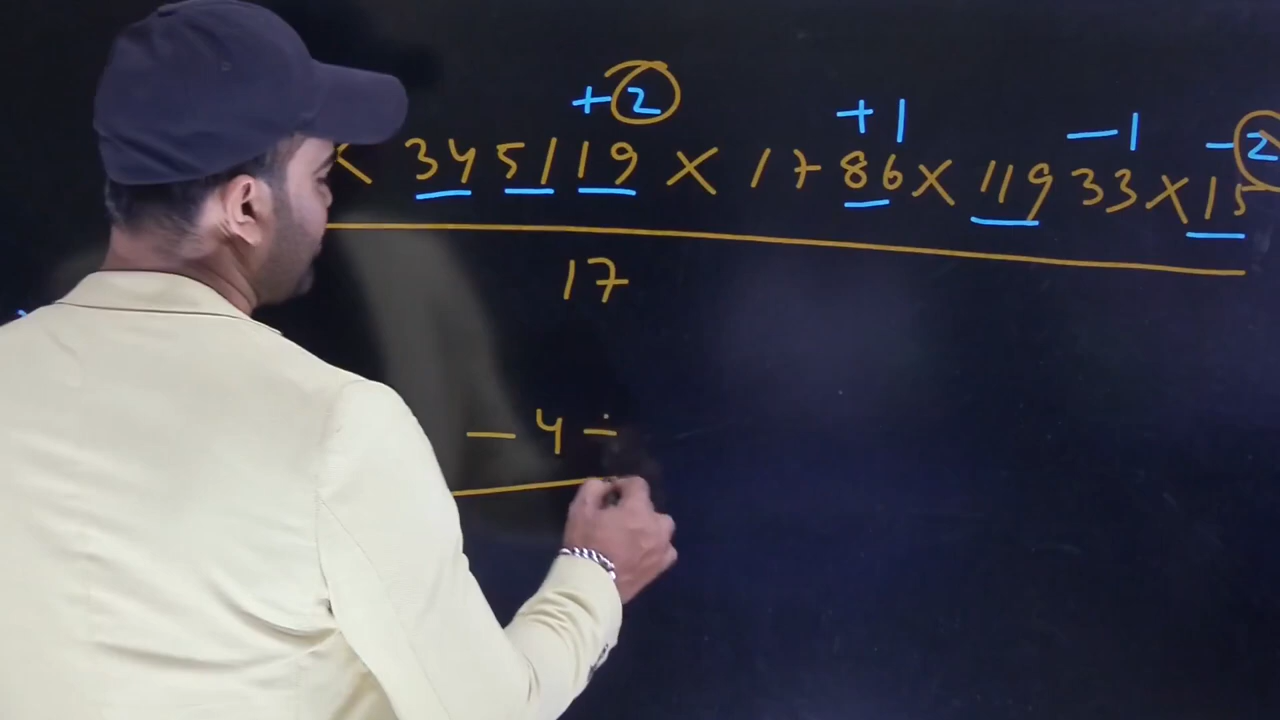 +2 +1 -1 -2
× 345119 × 1786 × 11933 × 15
17
- 4 -